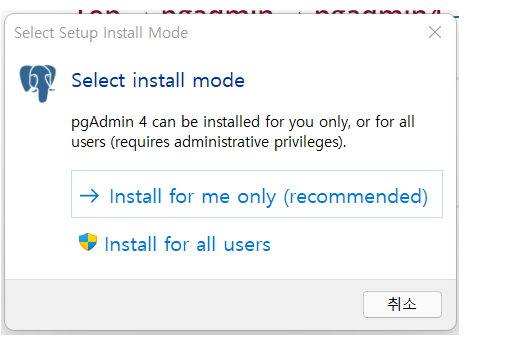 Select Setup Install Mode
Select install mode
pgAdmin 4 can be installed for you only, or for all
users (requires administrative privileges).
Install for me only (recommended)
Install for all users
취소